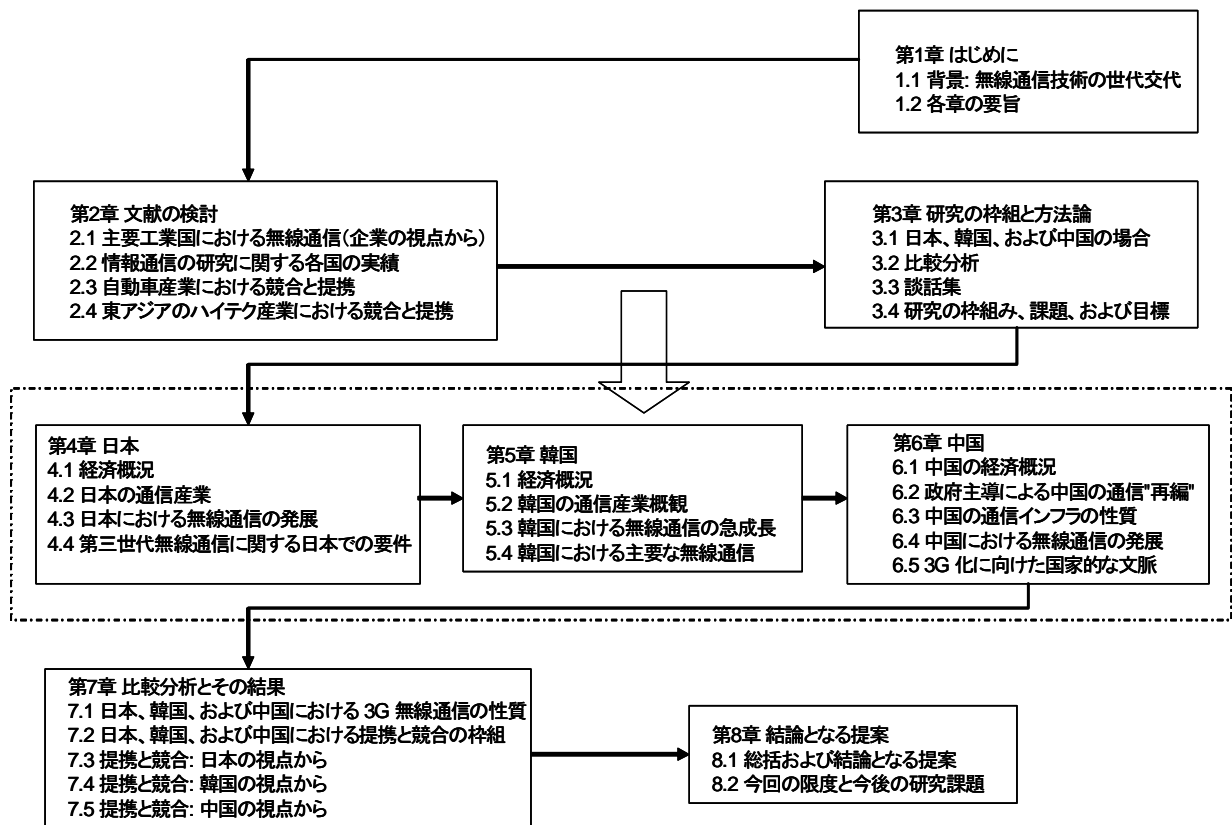 第1章 はじめに
1.1 背景: 無線通信技術の世代交代
1.2 各章の要旨
第2章 文献の検討
2.1 主要工業国における無線通信(企業の視点から)
2.2 情報通信の研究に関する各国の実績
2.3 自動車産業における競合と提携
2.4 東アジアのハイテク産業における競合と提携
第3章 研究の枠組と方法論
3.1 日本、韓国、および中国の場合
3.2 比較分析
3.3 談話集
3.4 研究の枠組み、課題、および目標
第4章 日本
4.1 経済概況
4.2 日本の通信産業
4.3 日本における無線通信の発展
4.4 第三世代無線通信に関する日本での要件
第5章 韓国
5.1 経済概況
5.2 韓国の通信産業概観
5.3 韓国における無線通信の急成長
5.4 韓国における主要な無線通信
第6章 中国
6.1 中国の経済概況
6.2 政府主導による中国の通信"再編"
6.3 中国の通信インフラの性質
6.4 中国における無線通信の発展
6.5 3G 化に向けた国家的な文脈
第7章 比較分析とその結果
7.1 日本、韓国、および中国における 3G 無線通信の性質
7.2 日本、韓国、および中国における提携と競合の枠組
7.3 提携と競合: 日本の視点から
7.4 提携と競合: 韓国の視点から
7.5 提携と競合: 中国の視点から
第8章 結論となる提案
8.1 総括および結論となる提案
8.2 今回の限度と今後の研究課題